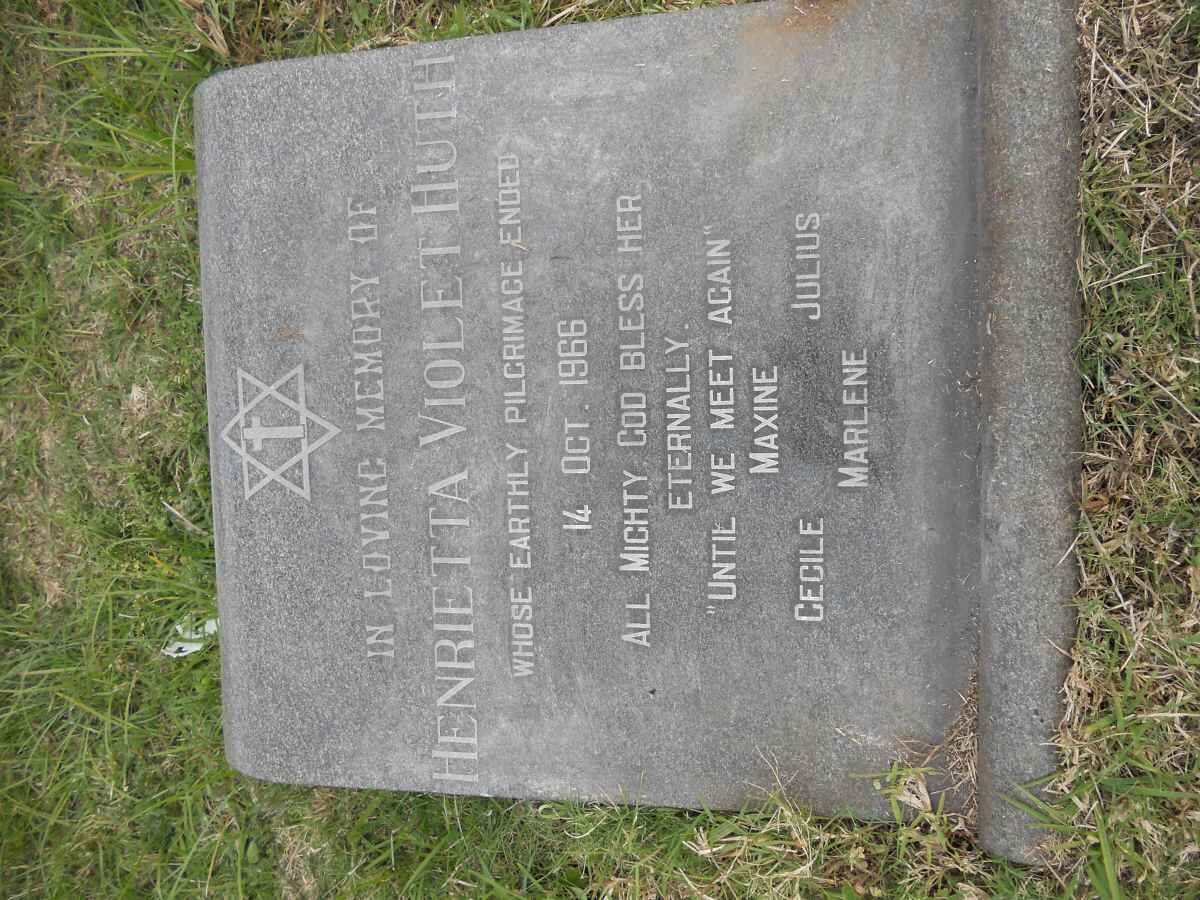 IN LOVING MEMORY OF
HENRIETTA VIOLET HUTH
WHOSE EARTHLY PILGRIMAGE ENDED
14 OCT. 1966
ALL MIGHTY GOD BLESS HER
ETERNALLY.
"UNTIL WE MEET AGAIN"
MAXINE
CECILE JULIUS
MARLENE